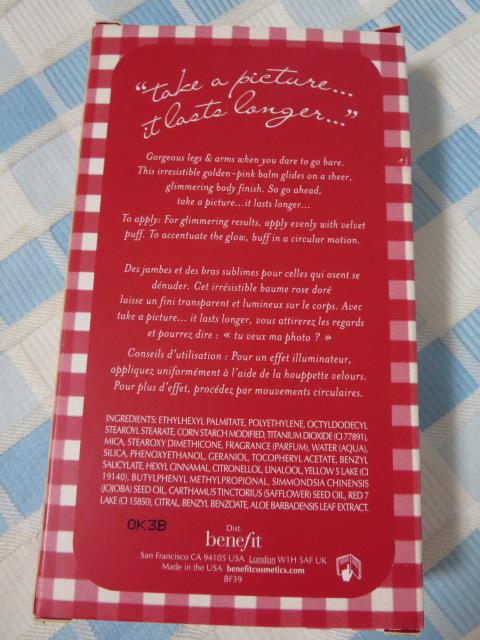 “take a picture...
it lasts longer...”
Gorgeous legs & arms when you dare to go bare.
This irresistible golden-pink balm glides on a sheer,
glimmering body finish. So go ahead,
take a picture...it lasts longer...
To apply: For glimmering results, apply evenly with velvet
puff. To accentuate the glow, buff in a circular motion.
Des jambes et des bras sublimes pour celles qui osent se
dénuder. Cet irrésistible baume rose doré
laisse un fini transparent et lumineux sur le corps. Avec
take a picture... it lasts longer, vous attirerez les regards
et pourrez dire : « tu veux ma photo ? »
Conseils d'utilisation : Pour un effet illuminateur,
appliquez uniformément à l'aide de la houppette velours.
Pour plus d'effet, procédez par mouvements circulaires.
INGREDIENTS: ETHYLHEXYL PALMITATE, POLYETHYLENE, OCTYLDODECYL
STEAROYL STEARATE, CORN STARCH MODIFIED, TITANIUM DIOXIDE (CI 77891),
MICA, STEAROXY DIMETHICONE, FRAGRANCE (PARFUM), WATER (AQUA),
SILICA, PHENOXYETHANOL, GERANIOL, TOCOPHERYL ACETATE, BENZYL
SALICYLATE, HEXYL CINNAMAL, CITRONELLOL, LINALOOL, YELLOW 5 LAKE (CI
19140), BUTYLPHENYL METHYLPROPIONAL, SIMMONDSIA CHINENSIS
(JOJOBA) SEED OIL, CARTHAMUS TINCTORIUS (SAFFLOWER) SEED OIL, RED 7
LAKE (CI 15850), CITRAL, BENZYL BENZOATE, ALOE BARBADENSIS LEAF EXTRACT.
OK3B
Dist.
benefit
San Francisco CA 94105 USA London W1H 5AF UK
Made in the USA benefitcosmetics.com
BF39